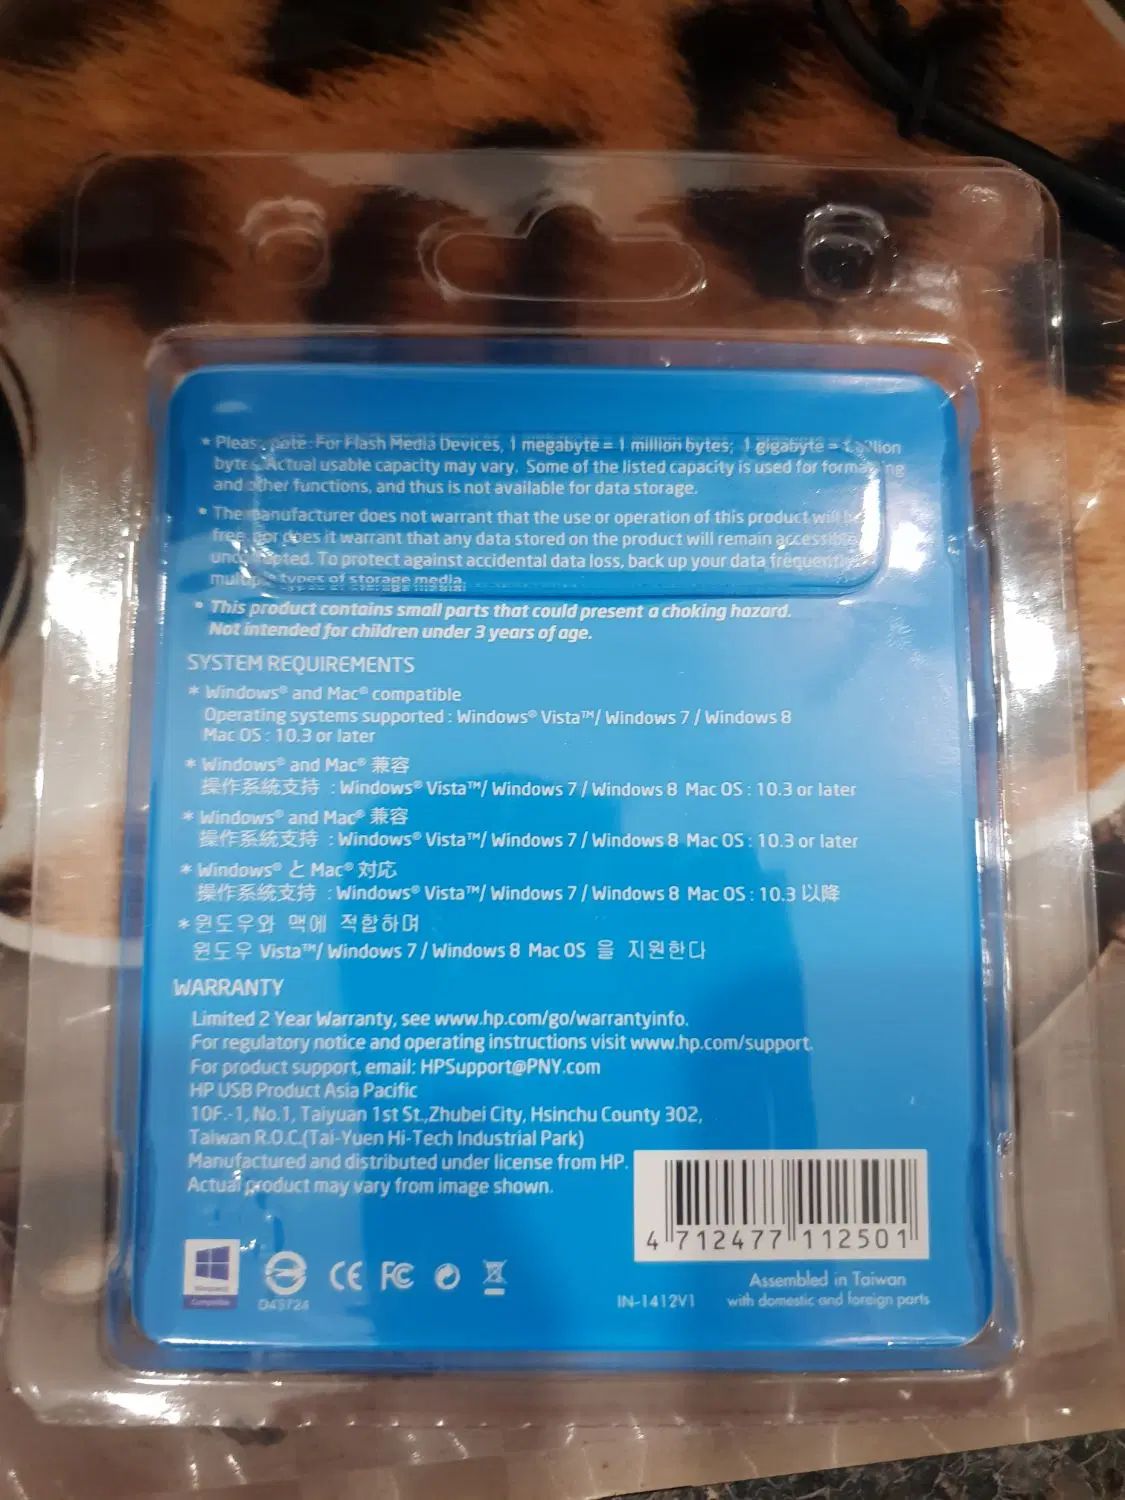 * Please note: For Flash Media Devices, 1 megabyte = 1 million bytes; 1 gigabyte = 1 billion
bytes. Actual usable capacity may vary. Some of the listed capacity is used for formatting
and other functions, and thus is not available for data storage.
* The manufacturer does not warrant that the use or operation of this product will be
free, nor does it warrant that any data stored on the product will remain accessible
uncorrupted. To protect against accidental data loss, back up your data frequently
multiple types of storage media.
* This product contains small parts that could present a choking hazard.
Not intended for children under 3 years of age.
SYSTEM REQUIREMENTS
* Windows® and Mac® compatible
Operating systems supported : Windows® Vista™/ Windows 7 / Windows 8
Mac OS : 10.3 or later
* Windows® and Mac® 兼容
操作系統支持 : Windows® Vista™/ Windows 7 / Windows 8 Mac OS : 10.3 or later
* Windows® and Mac® 兼容
操作系統支持 : Windows® Vista™/ Windows 7 / Windows 8 Mac OS : 10.3 or later
* Windows® と Mac® 対応
操作系統支持 : Windows® Vista™/ Windows 7 / Windows 8 Mac OS : 10.3 以降
* 윈도우와 맥에 적합하며
윈도우 Vista™/ Windows 7 / Windows 8 Mac OS 을 지원한다
WARRANTY
Limited 2 Year Warranty, see www.hp.com/go/warrantyinfo.
For regulatory notice and operating instructions visit www.hp.com/support.
For product support, email: HPSupport@PNY.com
HP USB Product Asia Pacific
10F.-1, No.1, Taiyuan 1st St.,Zhubei City, Hsinchu County 302,
Taiwan R.O.C.(Tai-Yuen Hi-Tech Industrial Park)
Manufactured and distributed under license from HP.
Actual product may vary from image shown.
4 712477 112501
CE FC
D43724
Assembled in Taiwan
IN-1412V1 with domestic and foreign parts